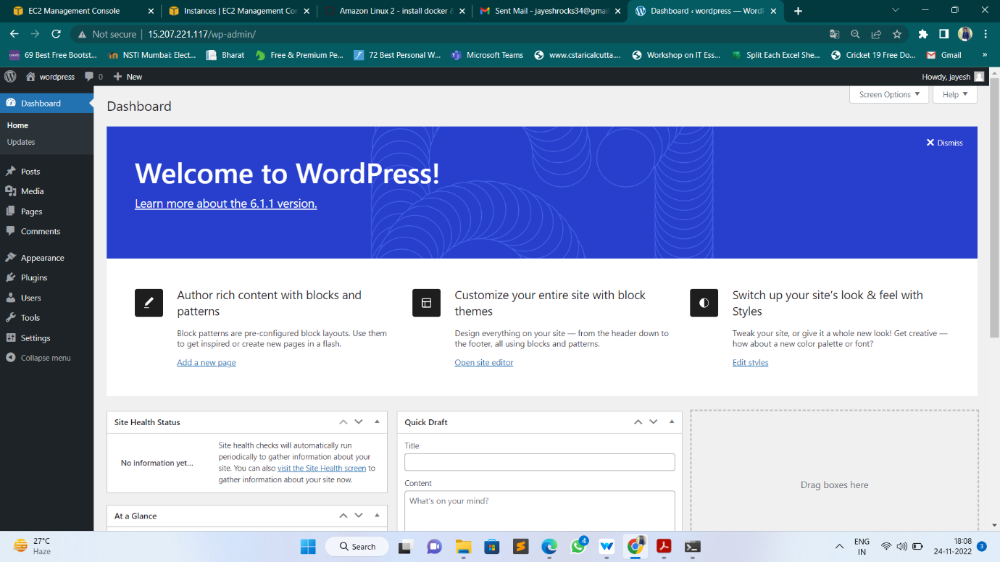 EC2 Management Console
Instances | EC2 Management Con
Amazon Linux 2 - install docker &
Sent Mail - jayeshrocks34@gmai
Dashboard ‹ wordpress — WordP
Not secure
15.207.221.117/wp-admin/
69 Best Free Bootst...
NSTI Mumbai: Elect...
Bharat
Free & Premium Pe...
72 Best Personal W...
Microsoft Teams
www.cstaricalcutta....
Workshop on IT Ess...
Split Each Excel She...
Cricket 19 Free Do...
Gmail
»
wordpress
0
New
Howdy, jayesh
Dashboard
Home
Updates
Posts
Media
Pages
Comments
Appearance
Plugins
Users
Tools
Settings
Collapse menu
Screen Options
Help
Dashboard
Dismiss
Welcome to WordPress!
Learn more about the 6.1.1 version.
Author rich content with blocks and
patterns
Block patterns are pre-configured block layouts. Use them
to get inspired or create new pages in a flash.
Add a new page
Customize your entire site with block
themes
Design everything on your site — from the header down to
the footer, all using blocks and patterns.
Open site editor
Switch up your site’s look & feel with
Styles
Tweak your site, or give it a whole new look! Get creative —
how about a new color palette or font?
Edit styles
Site Health Status
No information yet...
Site health checks will automatically run
periodically to gather information about your
site. You can also visit the Site Health screen to
gather information about your site now.
At a Glance
Quick Draft
Title
Content
What’s on your mind?
Drag boxes here
27°C
Haze
Search
4
ENG
IN
18:08
24-11-2022
3